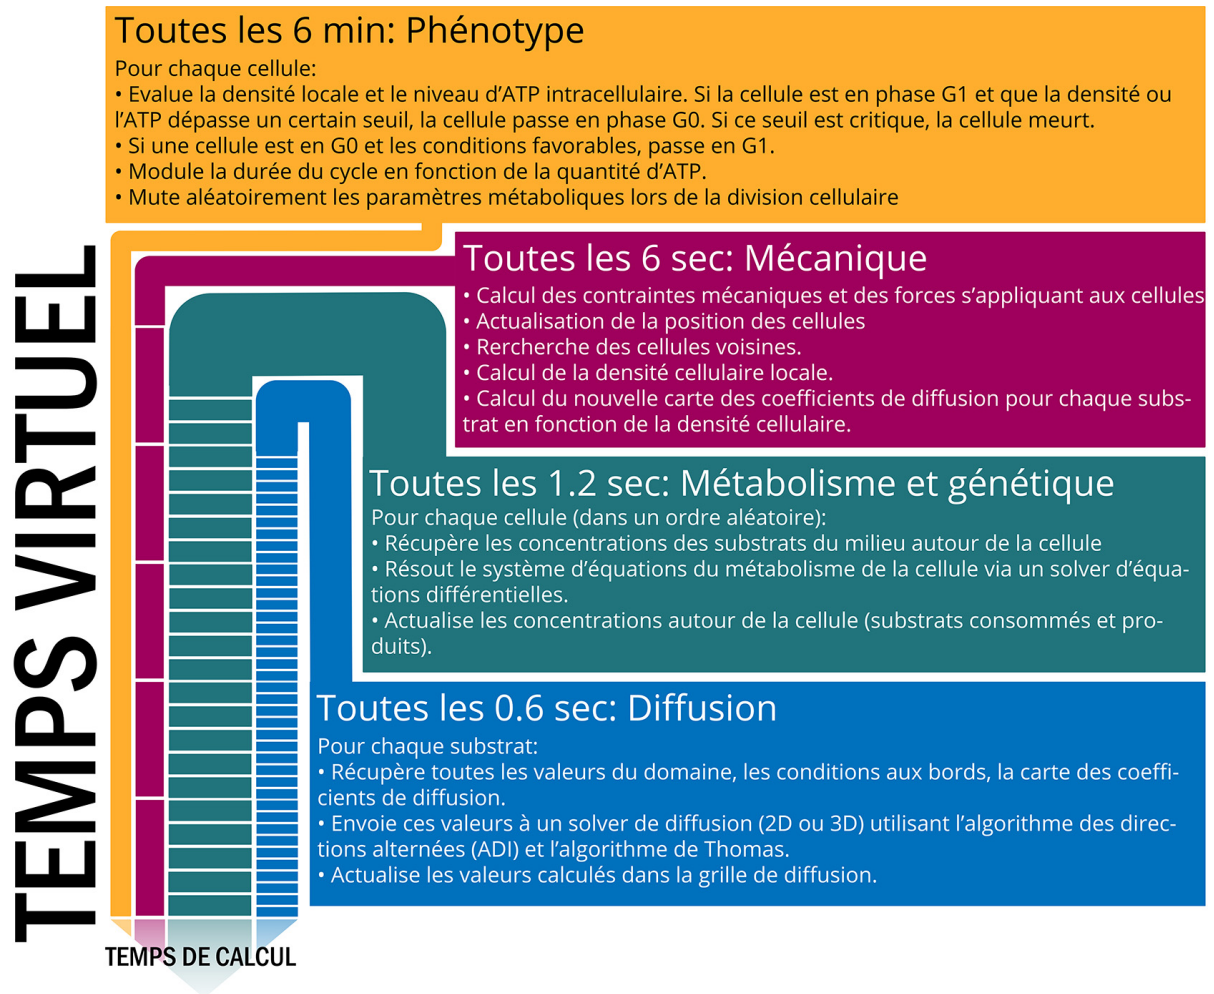 Toutes les 6 min: Phénotype
Pour chaque cellule:
• Evalue la densité locale et le niveau d’ATP intracellulaire. Si la cellule est en phase G1 et que la densité ou
l’ATP dépasse un certain seuil, la cellule passe en phase G0. Si ce seuil est critique, la cellule meurt.
• Si une cellule est en G0 et les conditions favorables, passe en G1.
• Module la durée du cycle en fonction de la quantité d’ATP.
• Mute aléatoirement les paramètres métaboliques lors de la division cellulaire
TEMPS VIRTUEL
Toutes les 6 sec: Mécanique
• Calcul des contraintes mécaniques et des forces s’appliquant aux cellules
• Actualisation de la position des cellules
• Rercherche des cellules voisines.
• Calcul de la densité cellulaire locale.
• Calcul du nouvelle carte des coefficients de diffusion pour chaque subs-
trat en fonction de la densité cellulaire.
Toutes les 1.2 sec: Métabolisme et génétique
Pour chaque cellule (dans un ordre aléatoire):
• Récupère les concentrations des substrats du milieu autour de la cellule
• Résout le système d’équations du métabolisme de la cellule via un solver d’équa-
tions différentielles.
• Actualise les concentrations autour de la cellule (substrats consommés et pro-
duits).
Toutes les 0.6 sec: Diffusion
Pour chaque substrat:
• Récupère toutes les valeurs du domaine, les conditions aux bords, la carte des coeffi-
cients de diffusion.
• Envoie ces valeurs à un solver de diffusion (2D ou 3D) utilisant l’algorithme des direc-
tions alternées (ADI) et l’algorithme de Thomas.
• Actualise les valeurs calculés dans la grille de diffusion.
TEMPS DE CALCUL